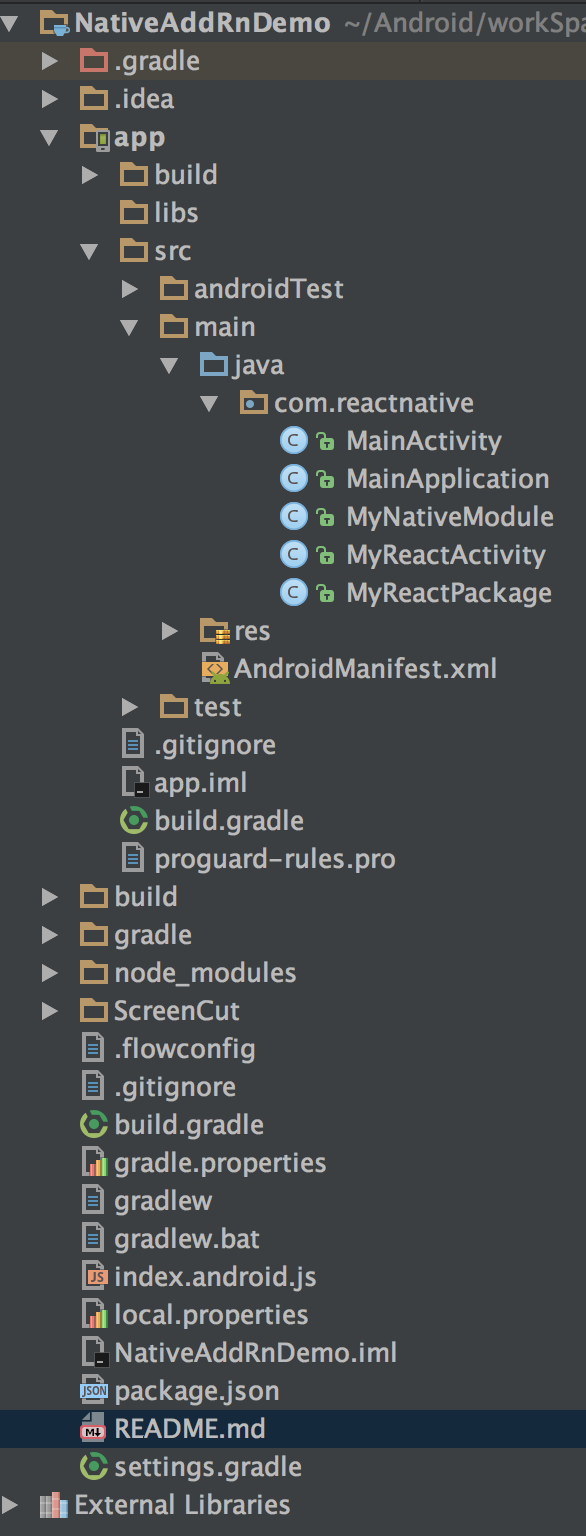 NativeAddRnDemo ~/Android/workSpa
.gradle
.idea
app
build
libs
src
androidTest
main
java
com.reactnative
C MainActivity
C MainApplication
C MyNativeModule
C MyReactActivity
C MyReactPackage
res
AndroidManifest.xml
test
.gitignore
app.iml
build.gradle
proguard-rules.pro
build
gradle
node_modules
ScreenCut
.flowconfig
.gitignore
build.gradle
gradle.properties
gradlew
gradlew.bat
JS index.android.js
local.properties
NativeAddRnDemo.iml
JSON package.json
M↓ README.md
settings.gradle
External Libraries